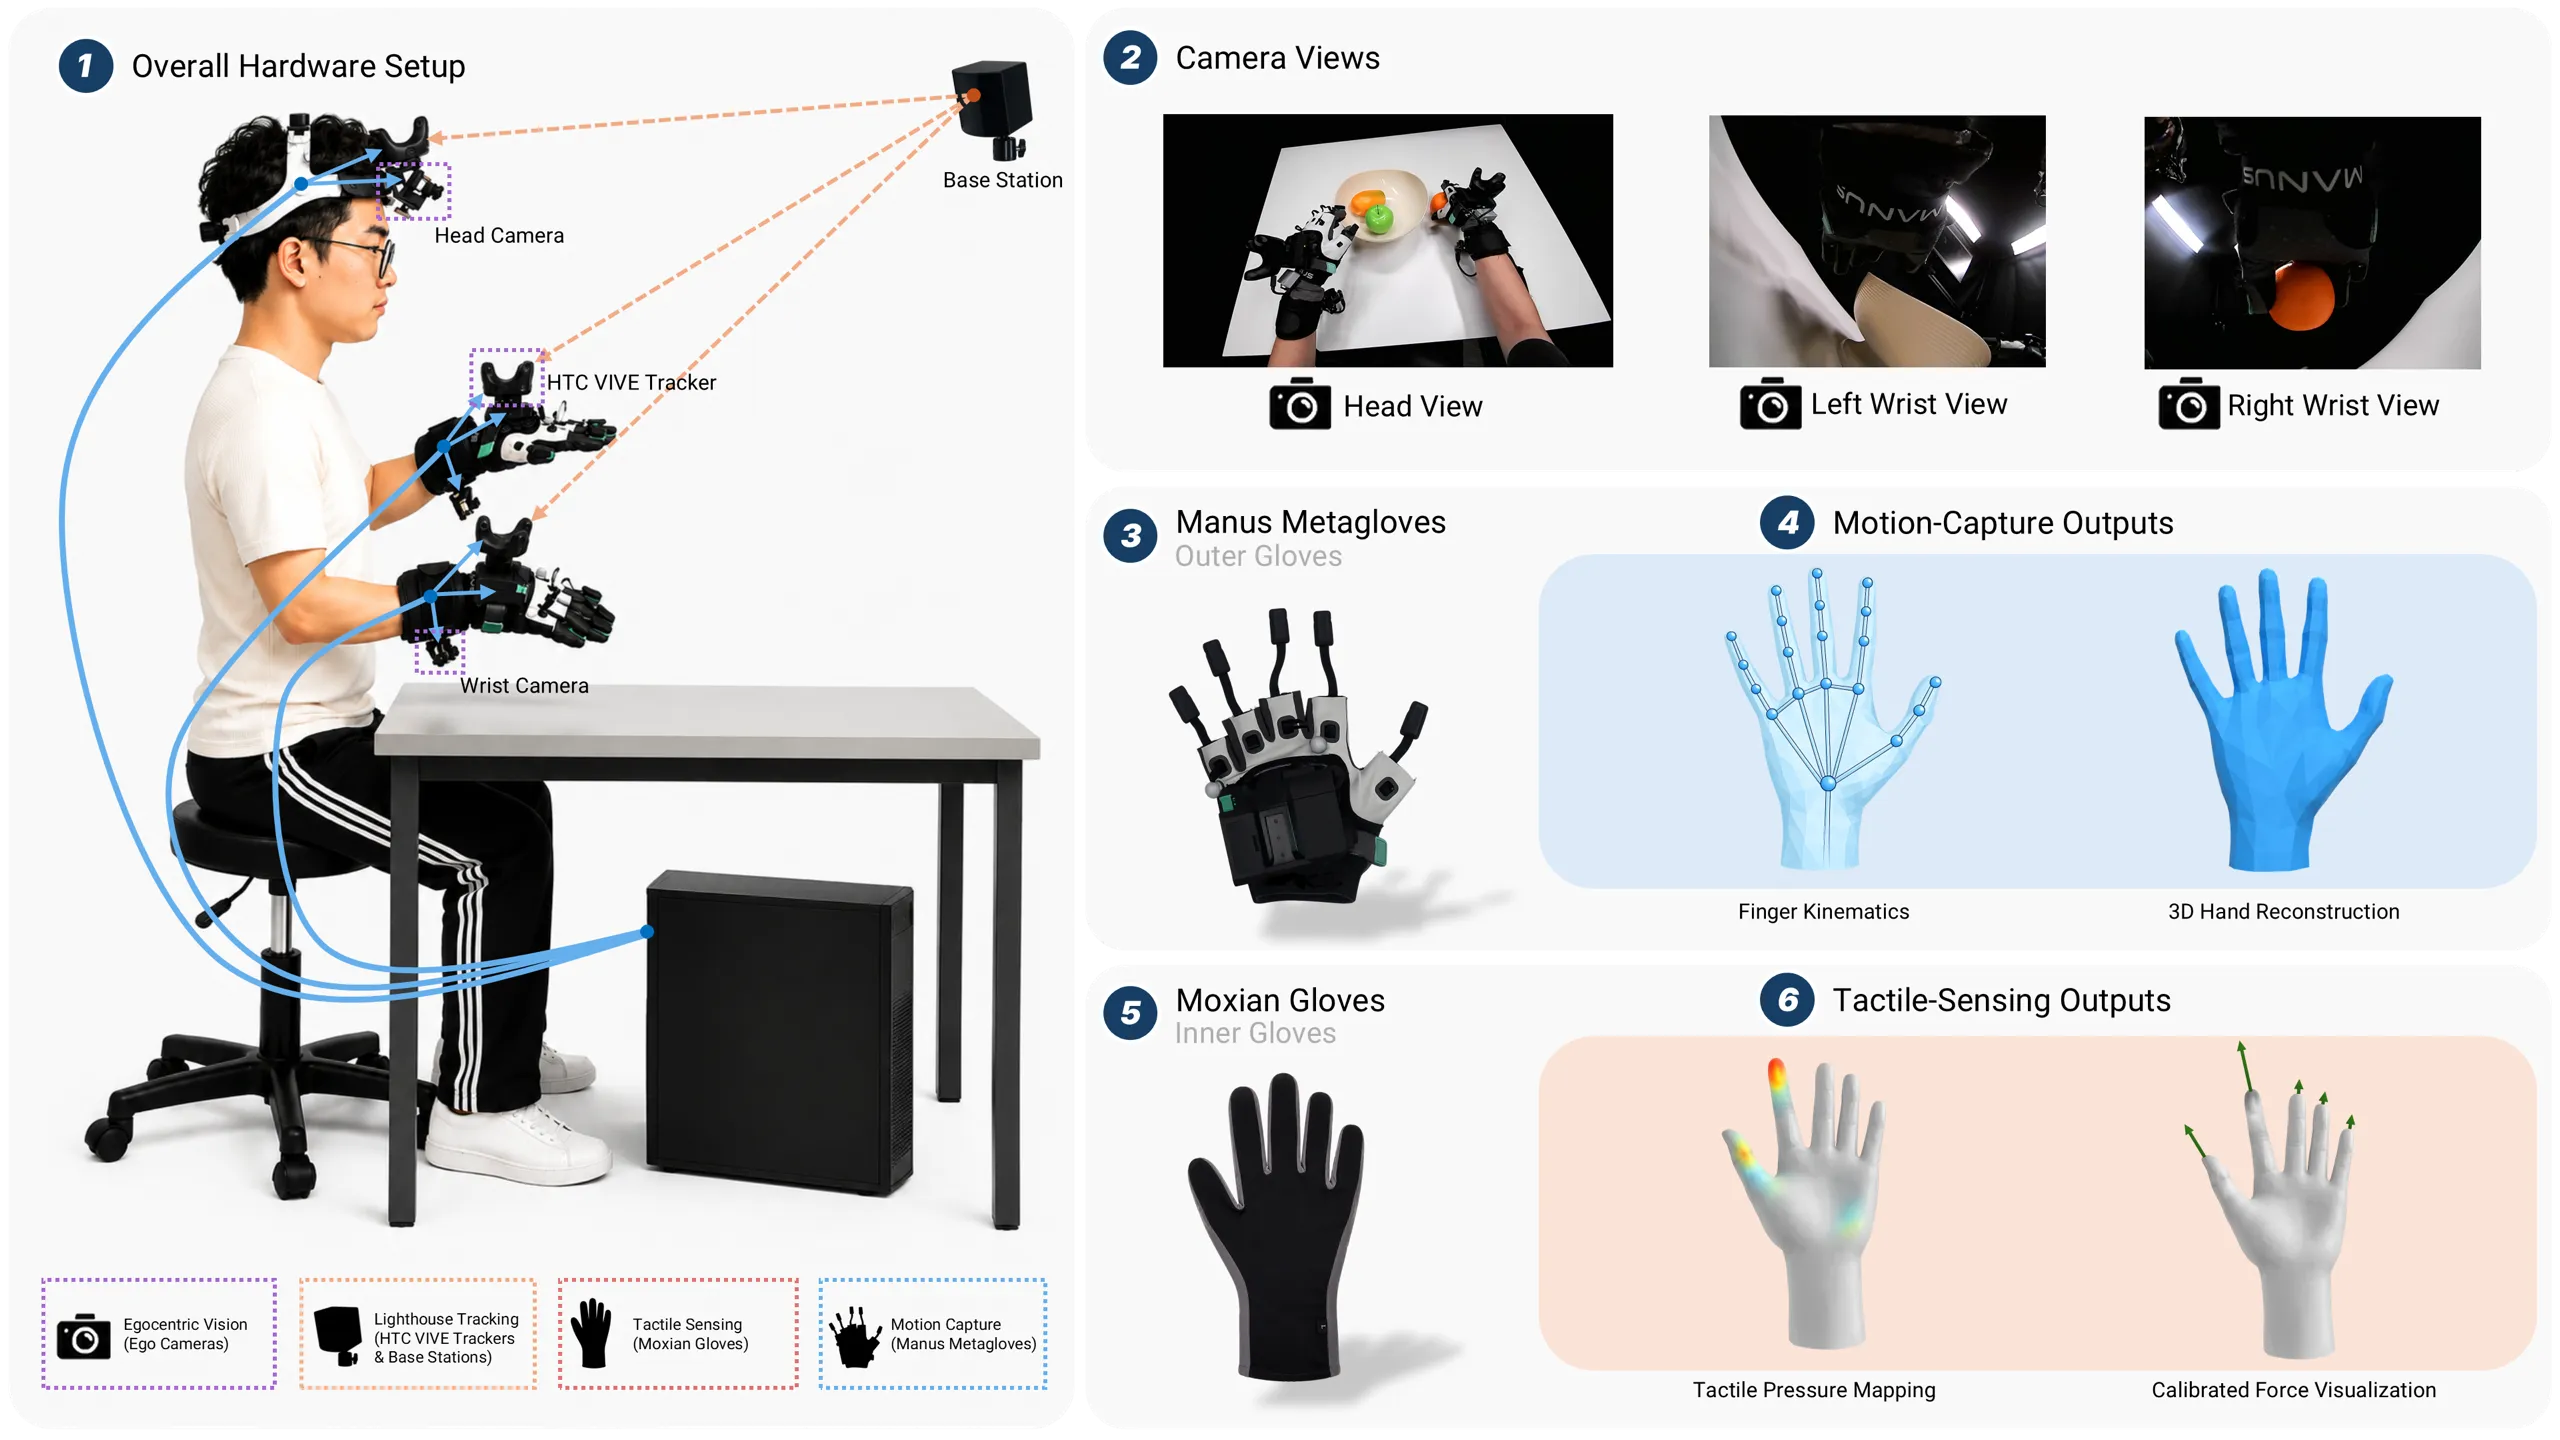 1 Overall Hardware Setup
Base Station
Head Camera
HTC VIVE Tracker
Wrist Camera
Egocentric Vision
(Ego Cameras)
Lighthouse Tracking
(HTC VIVE Trackers
& Base Stations)
Tactile Sensing
(Moxian Gloves)
Motion Capture
(Manus Metagloves)
2 Camera Views
MANUS
MANUS
Head View
Left Wrist View
Right Wrist View
3 Manus Metagloves
Outer Gloves
4 Motion-Capture Outputs
Finger Kinematics
3D Hand Reconstruction
5 Moxian Gloves
Inner Gloves
6 Tactile-Sensing Outputs
Tactile Pressure Mapping
Calibrated Force Visualization